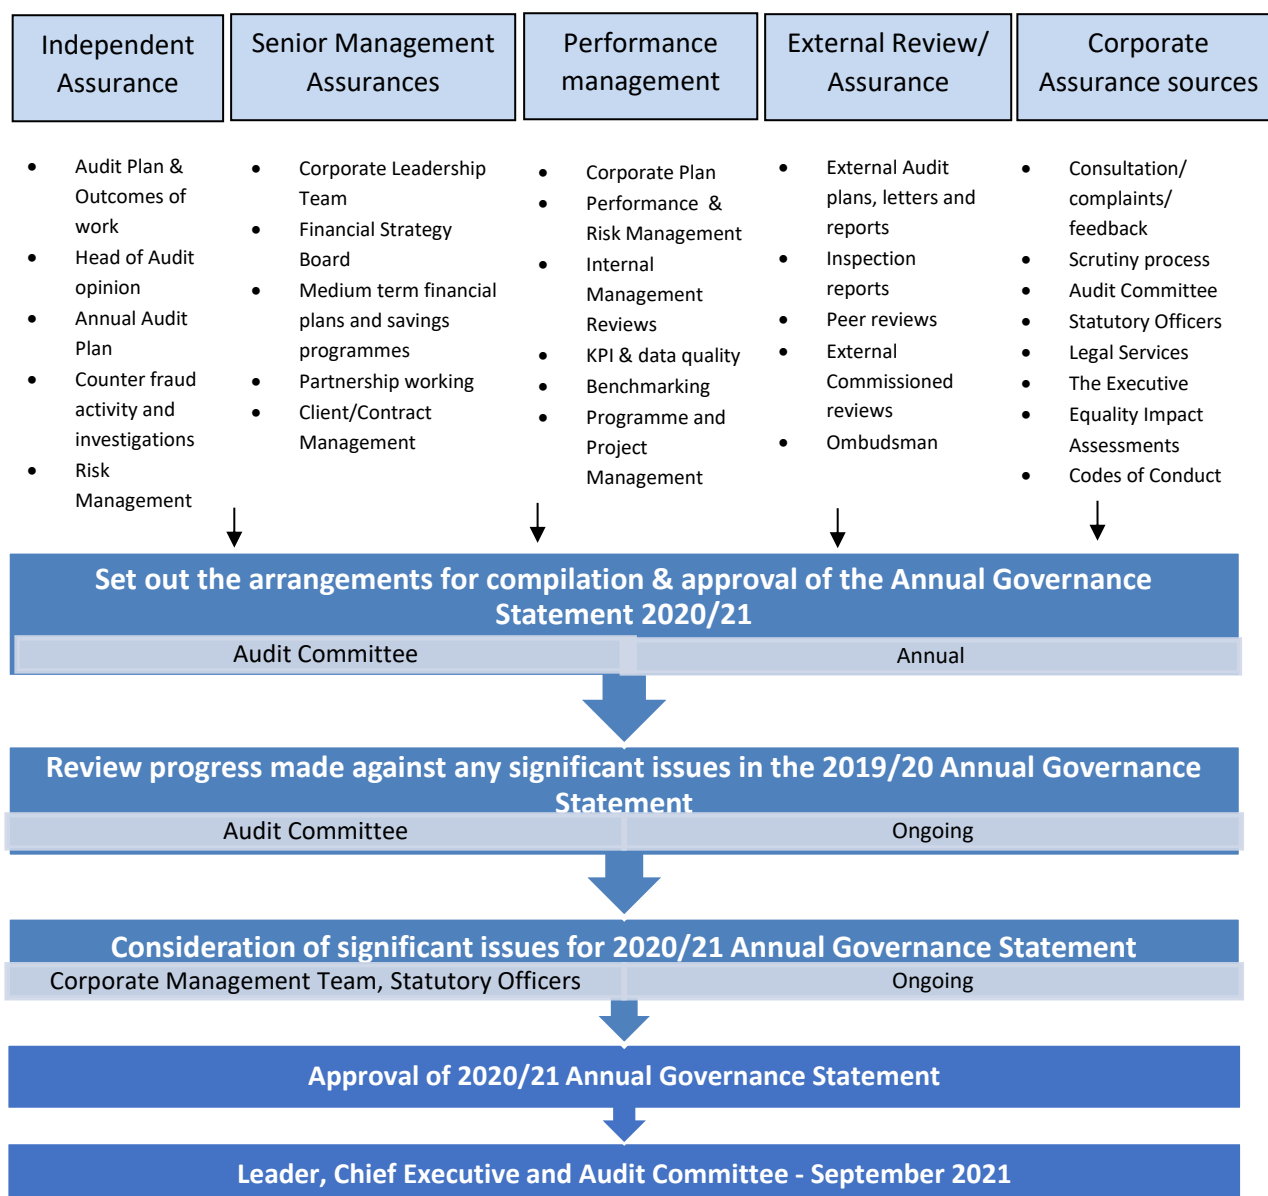 Independent
Assurance
Senior Management
Assurances
Performance
management
External Review/
Assurance
Corporate
Assurance sources
• Audit Plan &
Outcomes of
work
• Head of Audit
opinion
• Annual Audit
Plan
• Counter fraud
activity and
investigations
• Risk
Management
• Corporate Leadership
Team
• Financial Strategy
Board
• Medium term financial
plans and savings
programmes
• Partnership working
• Client/Contract
Management
• Corporate Plan
• Performance &
Risk Management
• Internal
Management
Reviews
• KPI & data quality
• Benchmarking
• Programme and
Project
Management
• External Audit
plans, letters and
reports
• Inspection
reports
• Peer reviews
• External
Commissioned
reviews
• Ombudsman
• Consultation/
complaints/
feedback
• Scrutiny process
• Audit Committee
• Statutory Officers
• Legal Services
• The Executive
• Equality Impact
Assessments
• Codes of Conduct
Set out the arrangements for compilation & approval of the Annual Governance
Statement 2020/21
Audit Committee
Annual
Review progress made against any significant issues in the 2019/20 Annual Governance
Statement
Audit Committee
Ongoing
Consideration of significant issues for 2020/21 Annual Governance Statement
Corporate Management Team, Statutory Officers
Ongoing
Approval of 2020/21 Annual Governance Statement
Leader, Chief Executive and Audit Committee - September 2021